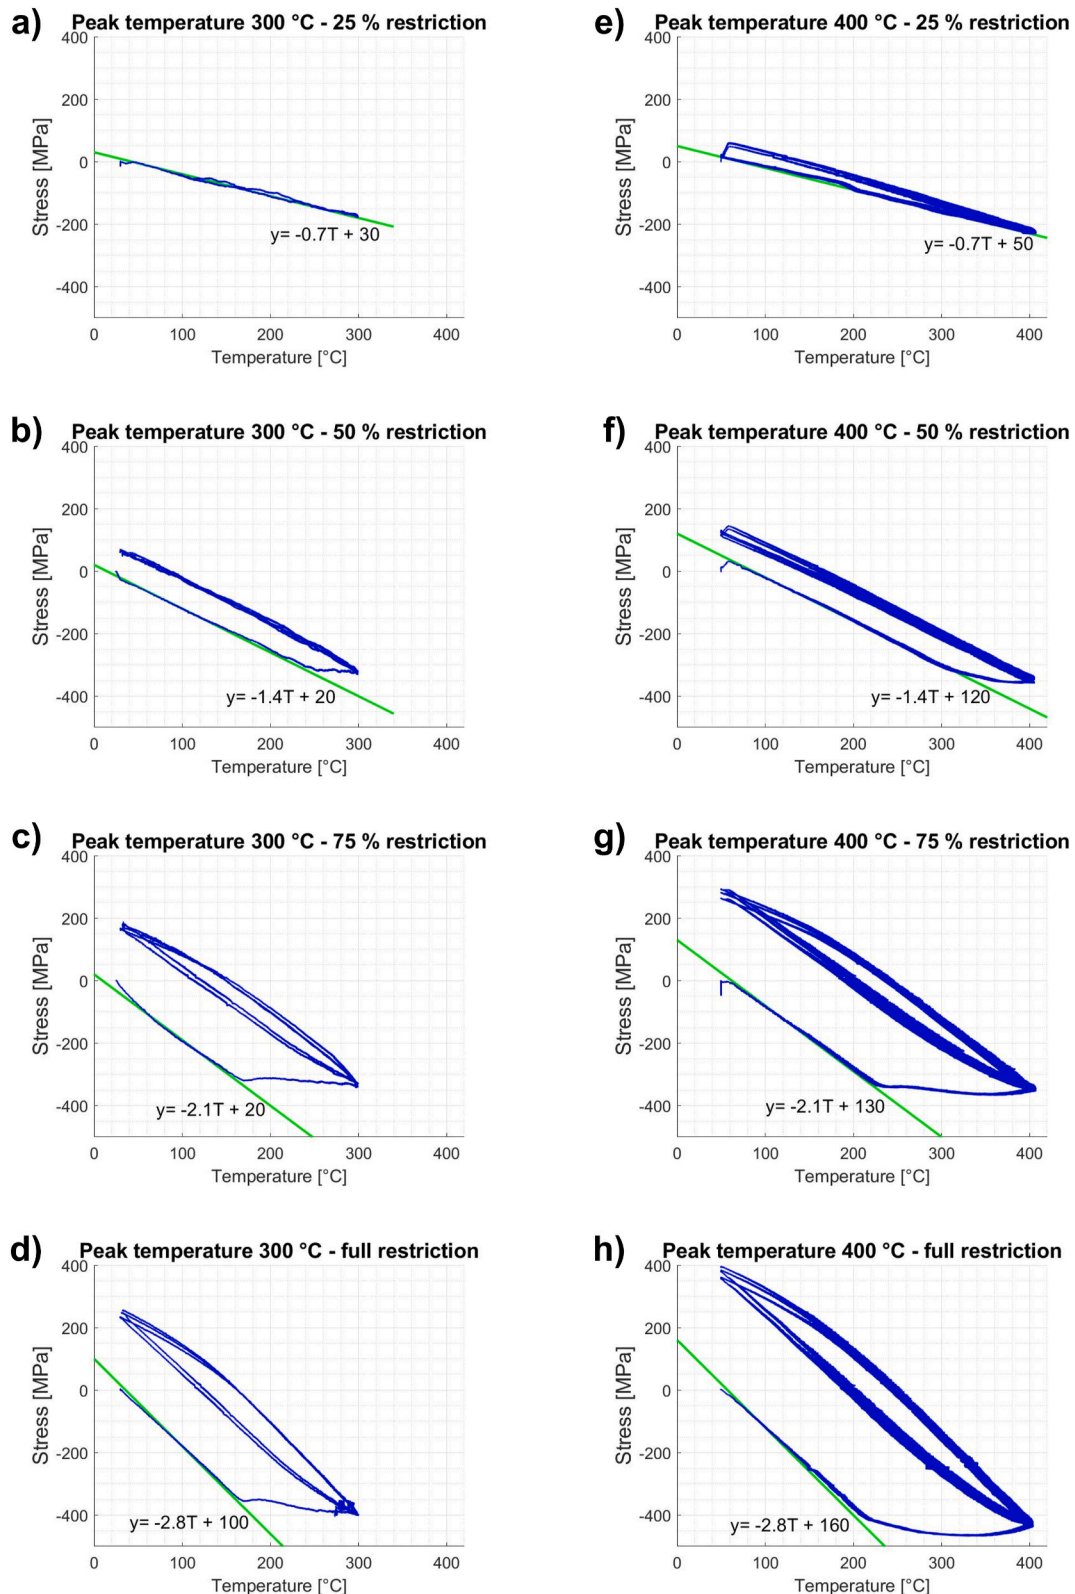 a) Peak temperature 300 °C - 25 % restriction
400
200
0
-200
-400
Stress [MPa]
y= -0.7T + 30
0 100 200 300 400
Temperature [°C]
e) Peak temperature 400 °C - 25 % restriction
400
200
0
-200
-400
Stress [MPa]
y= -0.7T + 50
0 100 200 300 400
Temperature [°C]
b) Peak temperature 300 °C - 50 % restriction
400
200
0
-200
-400
Stress [MPa]
y= -1.4T + 20
0 100 200 300 400
Temperature [°C]
f) Peak temperature 400 °C - 50 % restriction
400
200
0
-200
-400
Stress [MPa]
y= -1.4T + 120
0 100 200 300 400
Temperature [°C]
c) Peak temperature 300 °C - 75 % restriction
400
200
0
-200
-400
Stress [MPa]
y= -2.1T + 20
0 100 200 300 400
Temperature [°C]
g) Peak temperature 400 °C - 75 % restriction
400
200
0
-200
-400
Stress [MPa]
y= -2.1T + 130
0 100 200 300 400
Temperature [°C]
d) Peak temperature 300 °C - full restriction
400
200
0
-200
-400
Stress [MPa]
y= -2.8T + 100
0 100 200 300 400
Temperature [°C]
h) Peak temperature 400 °C - full restriction
400
200
0
-200
-400
Stress [MPa]
y= -2.8T + 160
0 100 200 300 400
Temperature [°C]